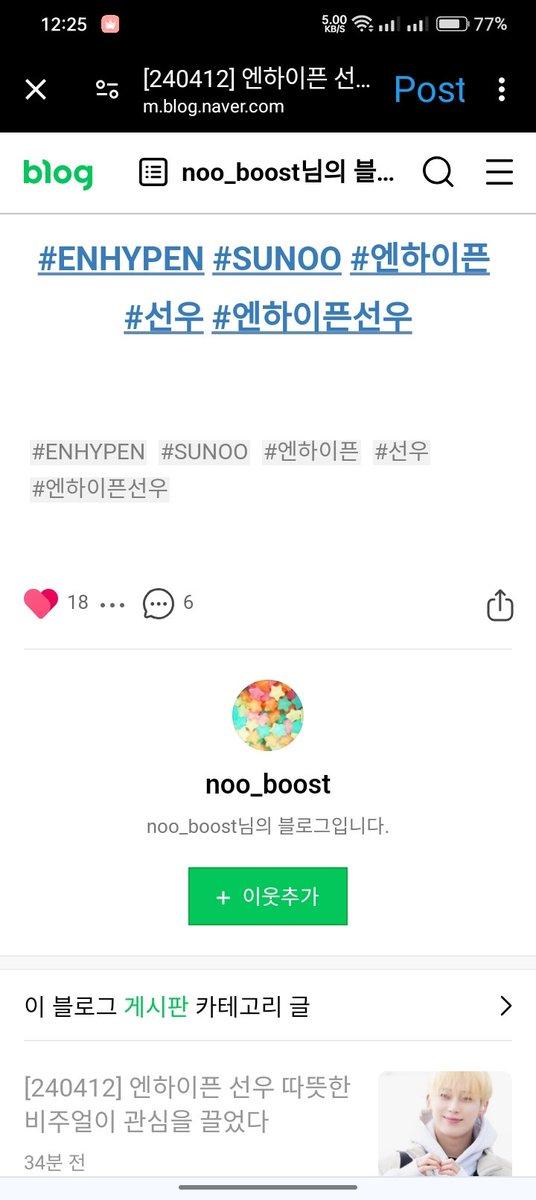 12:25 5.00 KB/S 77%
[240412] 엔하이픈 선... Post
m.blog.naver.com
blog noo_boost님의 블...
#ENHYPEN #SUNOO #엔하이픈
#선우 #엔하이픈선우
#ENHYPEN #SUNOO #엔하이픈 #선우
#엔하이픈선우
18 ... 6
noo_boost
noo_boost님의 블로그입니다.
+ 이웃추가
이 블로그 게시판 카테고리 글
[240412] 엔하이픈 선우 따뜻한
비주얼이 관심을 끌었다
34분 전